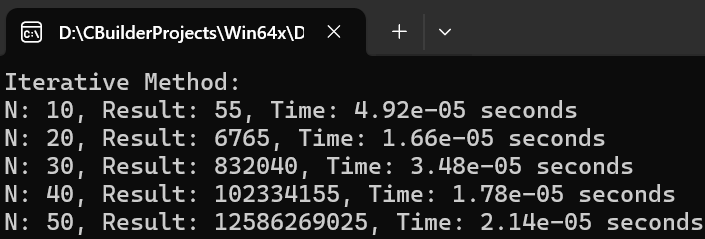 D:\CBuilderProjects\Win64x\D
Iterative Method:
N: 10, Result: 55, Time: 4.92e-05 seconds
N: 20, Result: 6765, Time: 1.66e-05 seconds
N: 30, Result: 832040, Time: 3.48e-05 seconds
N: 40, Result: 102334155, Time: 1.78e-05 seconds
N: 50, Result: 12586269025, Time: 2.14e-05 seconds